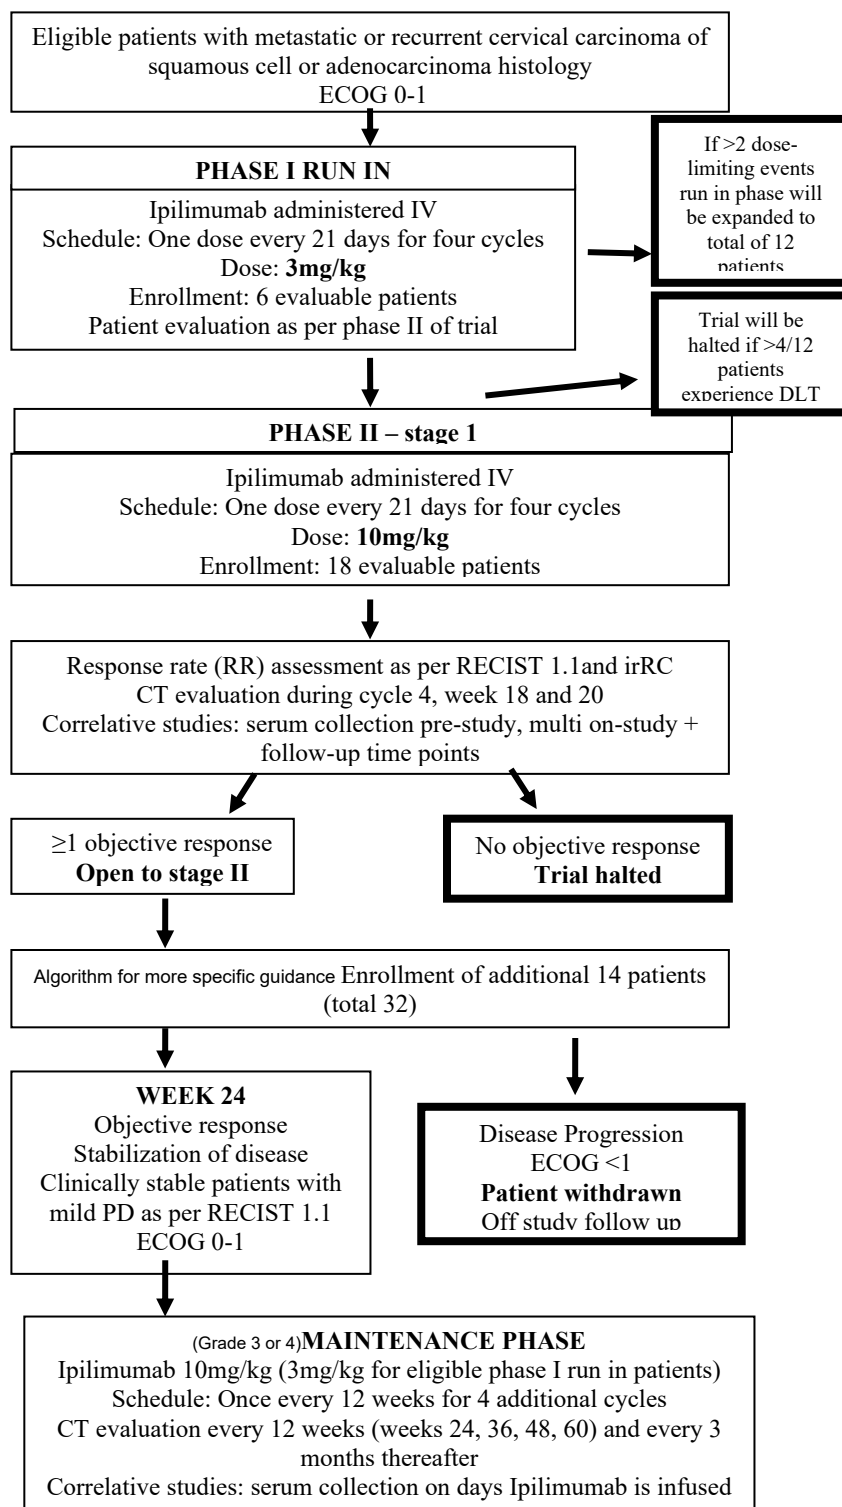 Eligible patients with metastatic or recurrent cervical carcinoma of
squamous cell or adenocarcinoma histology
ECOG 0-1
PHASE I RUN IN
Ipilimumab administered IV
Schedule: One dose every 21 days for four cycles
Dose: 3mg/kg
Enrollment: 6 evaluable patients
Patient evaluation as per phase II of trial
If >2 dose-
limiting events
run in phase will
be expanded to
total of 12
patients
Trial will be
halted if >4/12
patients
experience DLT
PHASE II – stage 1
Ipilimumab administered IV
Schedule: One dose every 21 days for four cycles
Dose: 10mg/kg
Enrollment: 18 evaluable patients
Response rate (RR) assessment as per RECIST 1.1and irRC
CT evaluation during cycle 4, week 18 and 20
Correlative studies: serum collection pre-study, multi on-study +
follow-up time points
≥1 objective response
Open to stage II
No objective response
Trial halted
Algorithm for more specific guidance Enrollment of additional 14 patients
(total 32)
WEEK 24
Objective response
Stabilization of disease
Clinically stable patients with
mild PD as per RECIST 1.1
ECOG 0-1
Disease Progression
ECOG <1
Patient withdrawn
Off study follow up
(Grade 3 or 4)MAINTENANCE PHASE
Ipilimumab 10mg/kg (3mg/kg for eligible phase I run in patients)
Schedule: Once every 12 weeks for 4 additional cycles
CT evaluation every 12 weeks (weeks 24, 36, 48, 60) and every 3
months thereafter
Correlative studies: serum collection on days Ipilimumab is infused